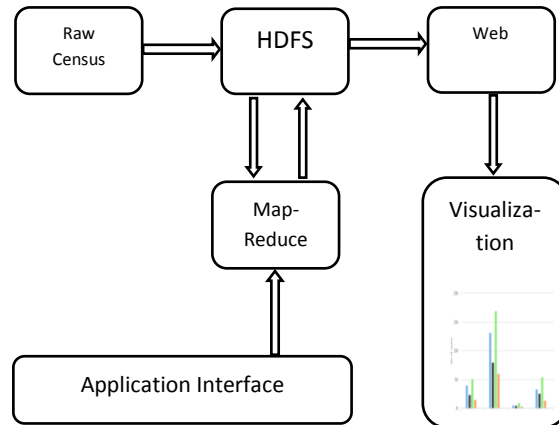 Raw
Census
HDFS
Web
Map-
Reduce
Visualiza-
tion
Application Interface